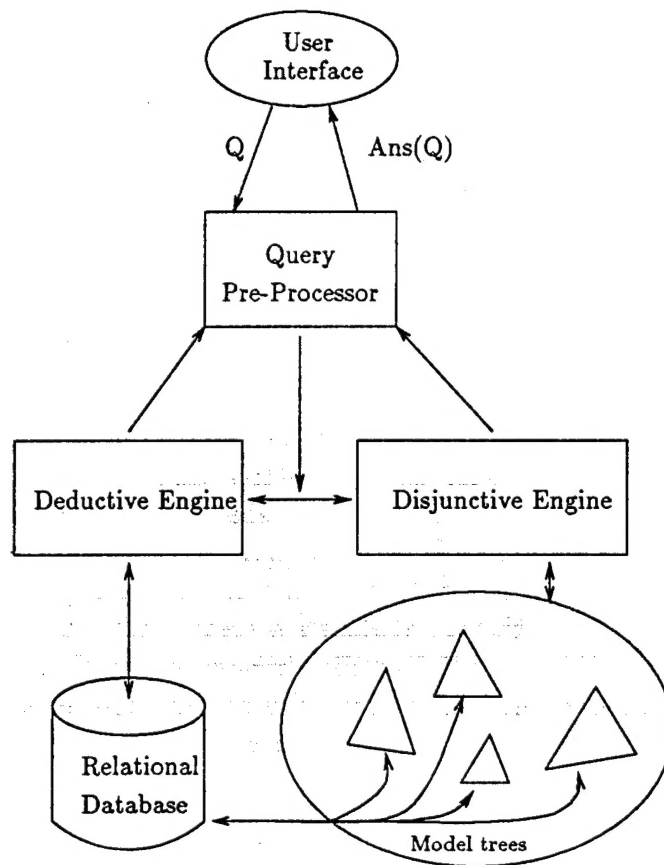 User
Interface
Q
Ans(Q)
Query
Pre-Processor
Deductive Engine
Disjunctive Engine
Relational
Database
Model trees